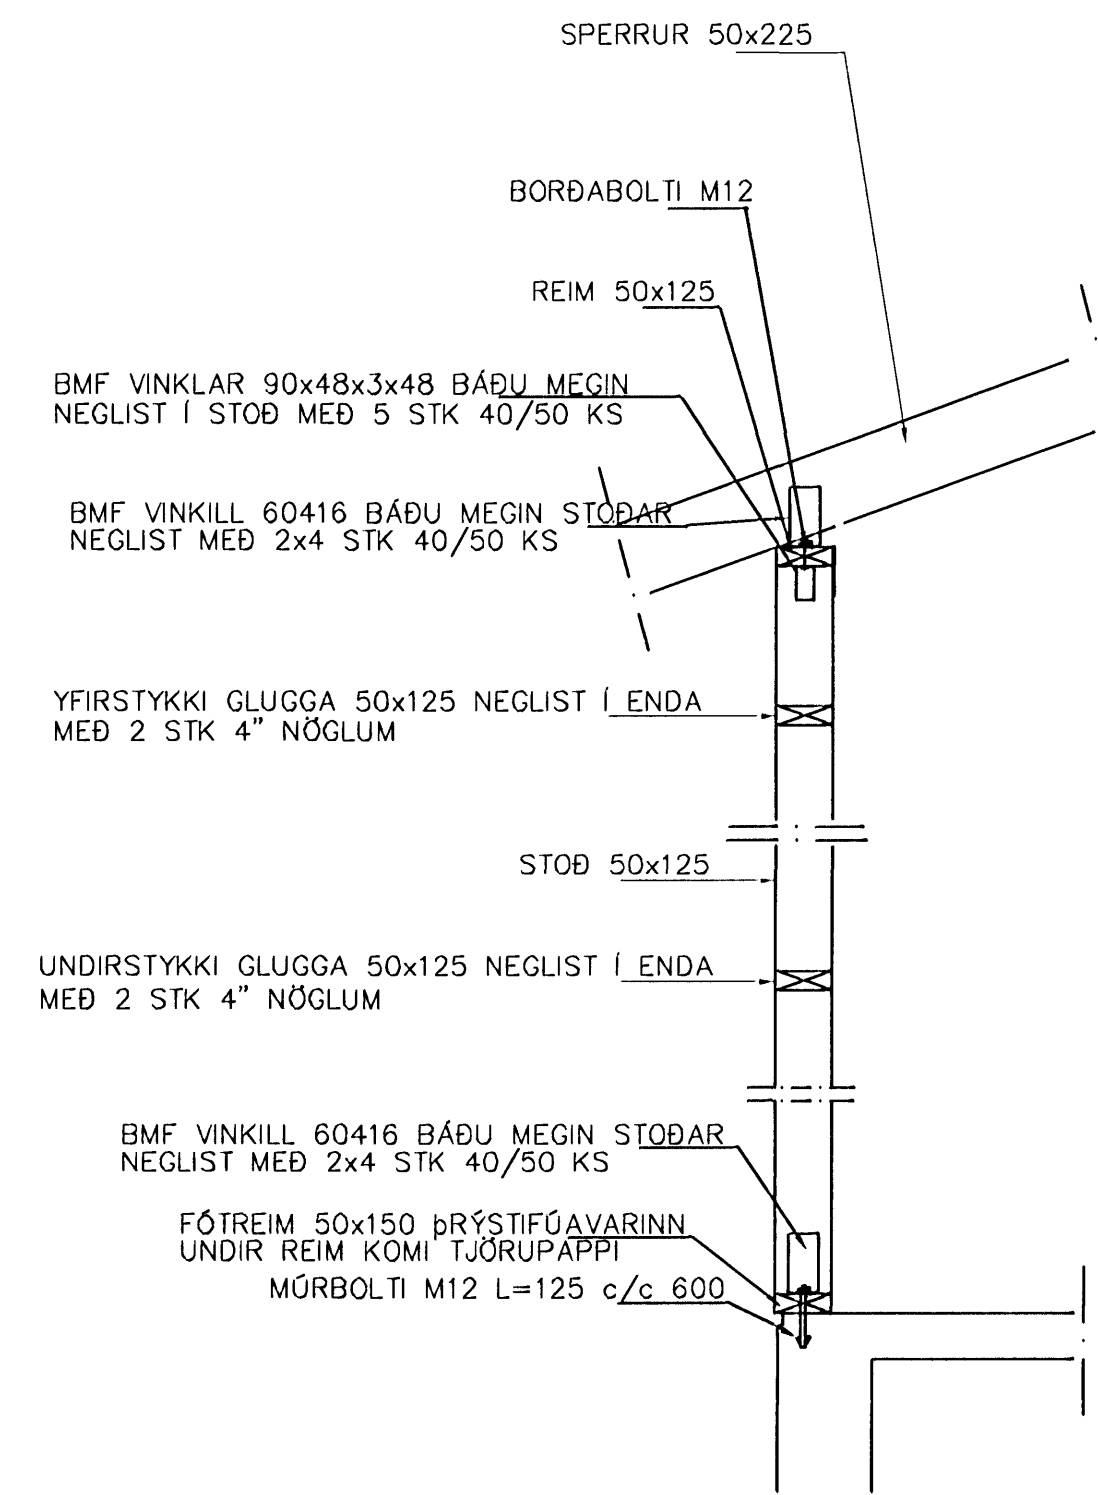 SPERRUR 50x225
BORÐABOLTI M12
REIM 50x125
BMF VINKLAR 90x48x3x48 BÁÐU MEGIN
NEGLIST Í STOÐ MEÐ 5 STK 40/50 KS
BMF VINKILL 60416 BÁÐU MEGIN STOÐAR
NEGLIST MEÐ 2x4 STK 40/50 KS
YFIRSTYKKI GLUGGA 50x125 NEGLIST Í ENDA
MEÐ 2 STK 4" NÖGLUM
STOÐ 50x125
UNDIRSTYKKI GLUGGA 50x125 NEGLIST Í ENDA
MEÐ 2 STK 4" NÖGLUM
BMF VINKILL 60416 BÁÐU MEGIN STOÐAR
NEGLIST MEÐ 2x4 STK 40/50 KS
FÓTREIM 50x150 ÞRÝSTIFÚAVARINN
UNDIR REIM KOMI TJÖRUPAPPI
MÚRBOLTI M12 L=125 c/c 600